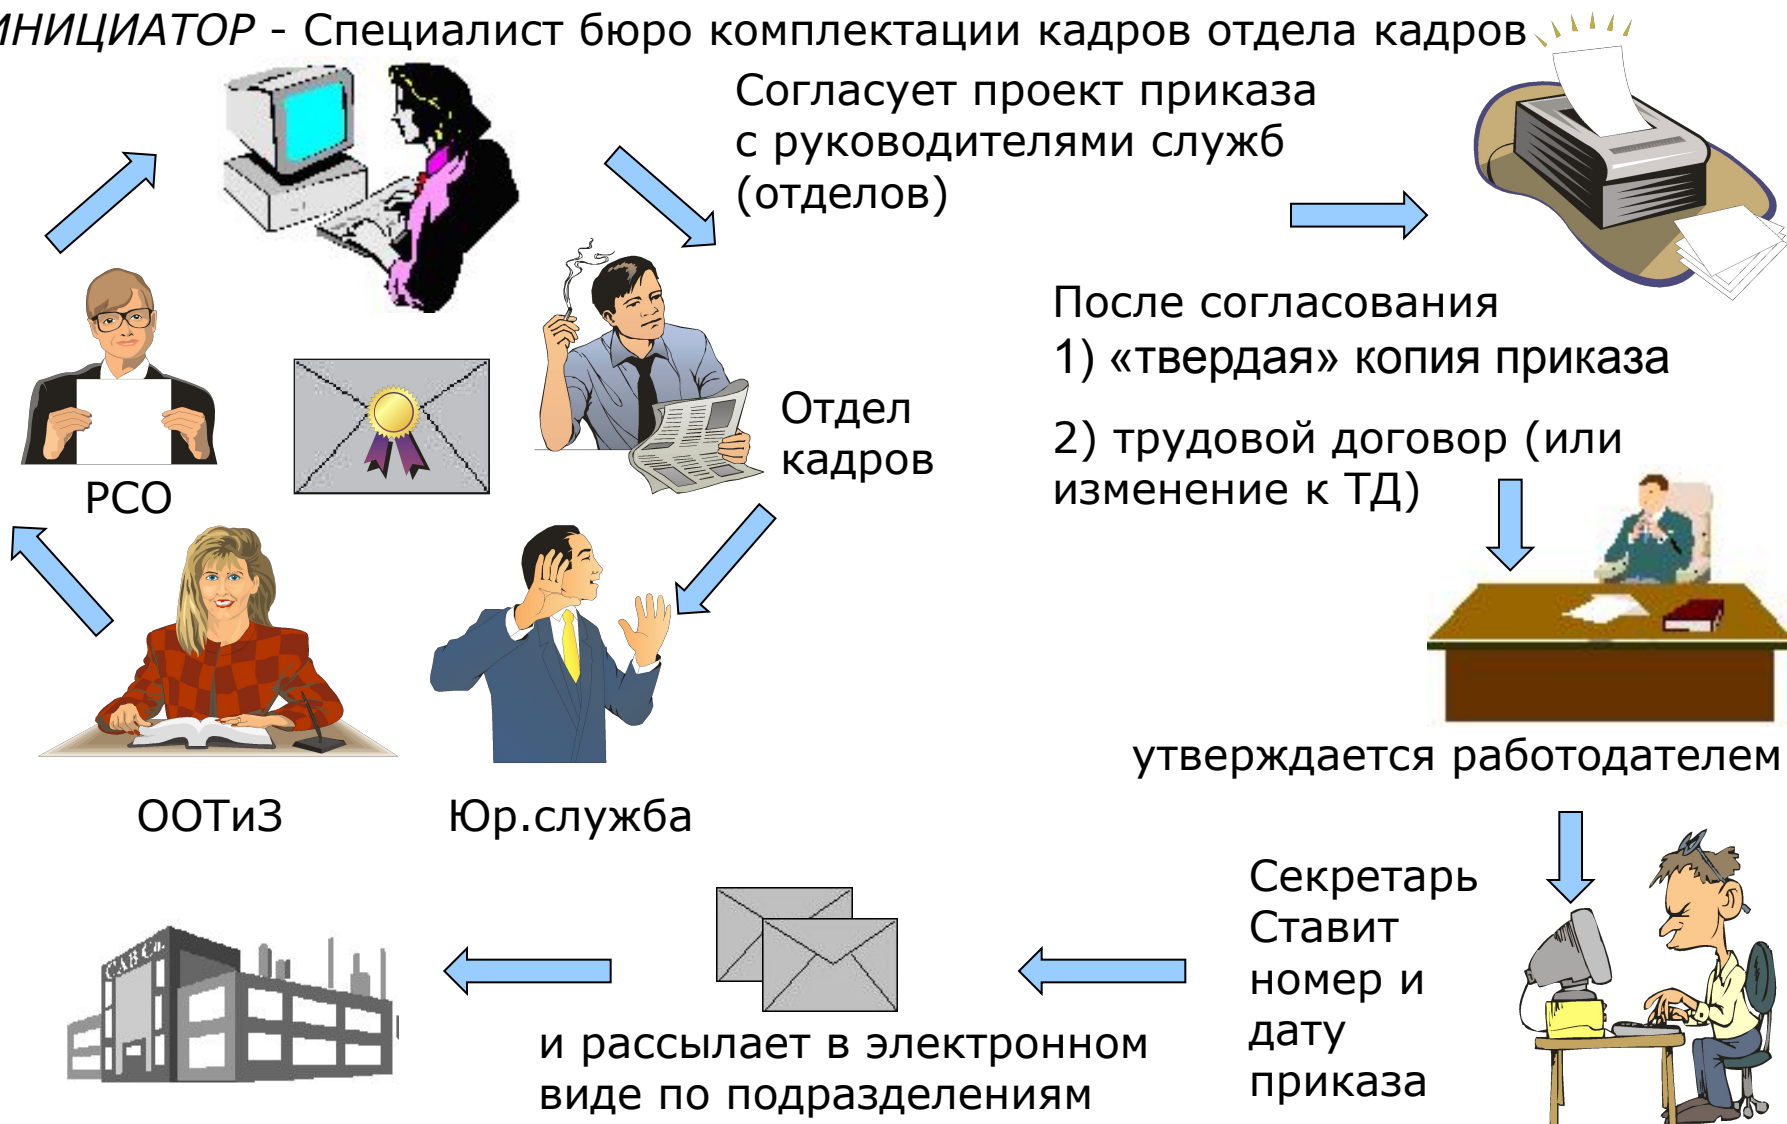 ИНИЦИАТОР - Специалист бюро комплектации кадров отдела кадров
Согласует проект приказа
с руководителями служб
(отделов)
После согласования
1) «твердая» копия приказа
2) трудовой договор (или
изменение к ТД)
Отдел
кадров
РСО
ООТиЗ
Юр.служба
утверждается работодателем
Секретарь
Ставит
номер и
дату
приказа
и рассылает в электронном
виде по подразделениям